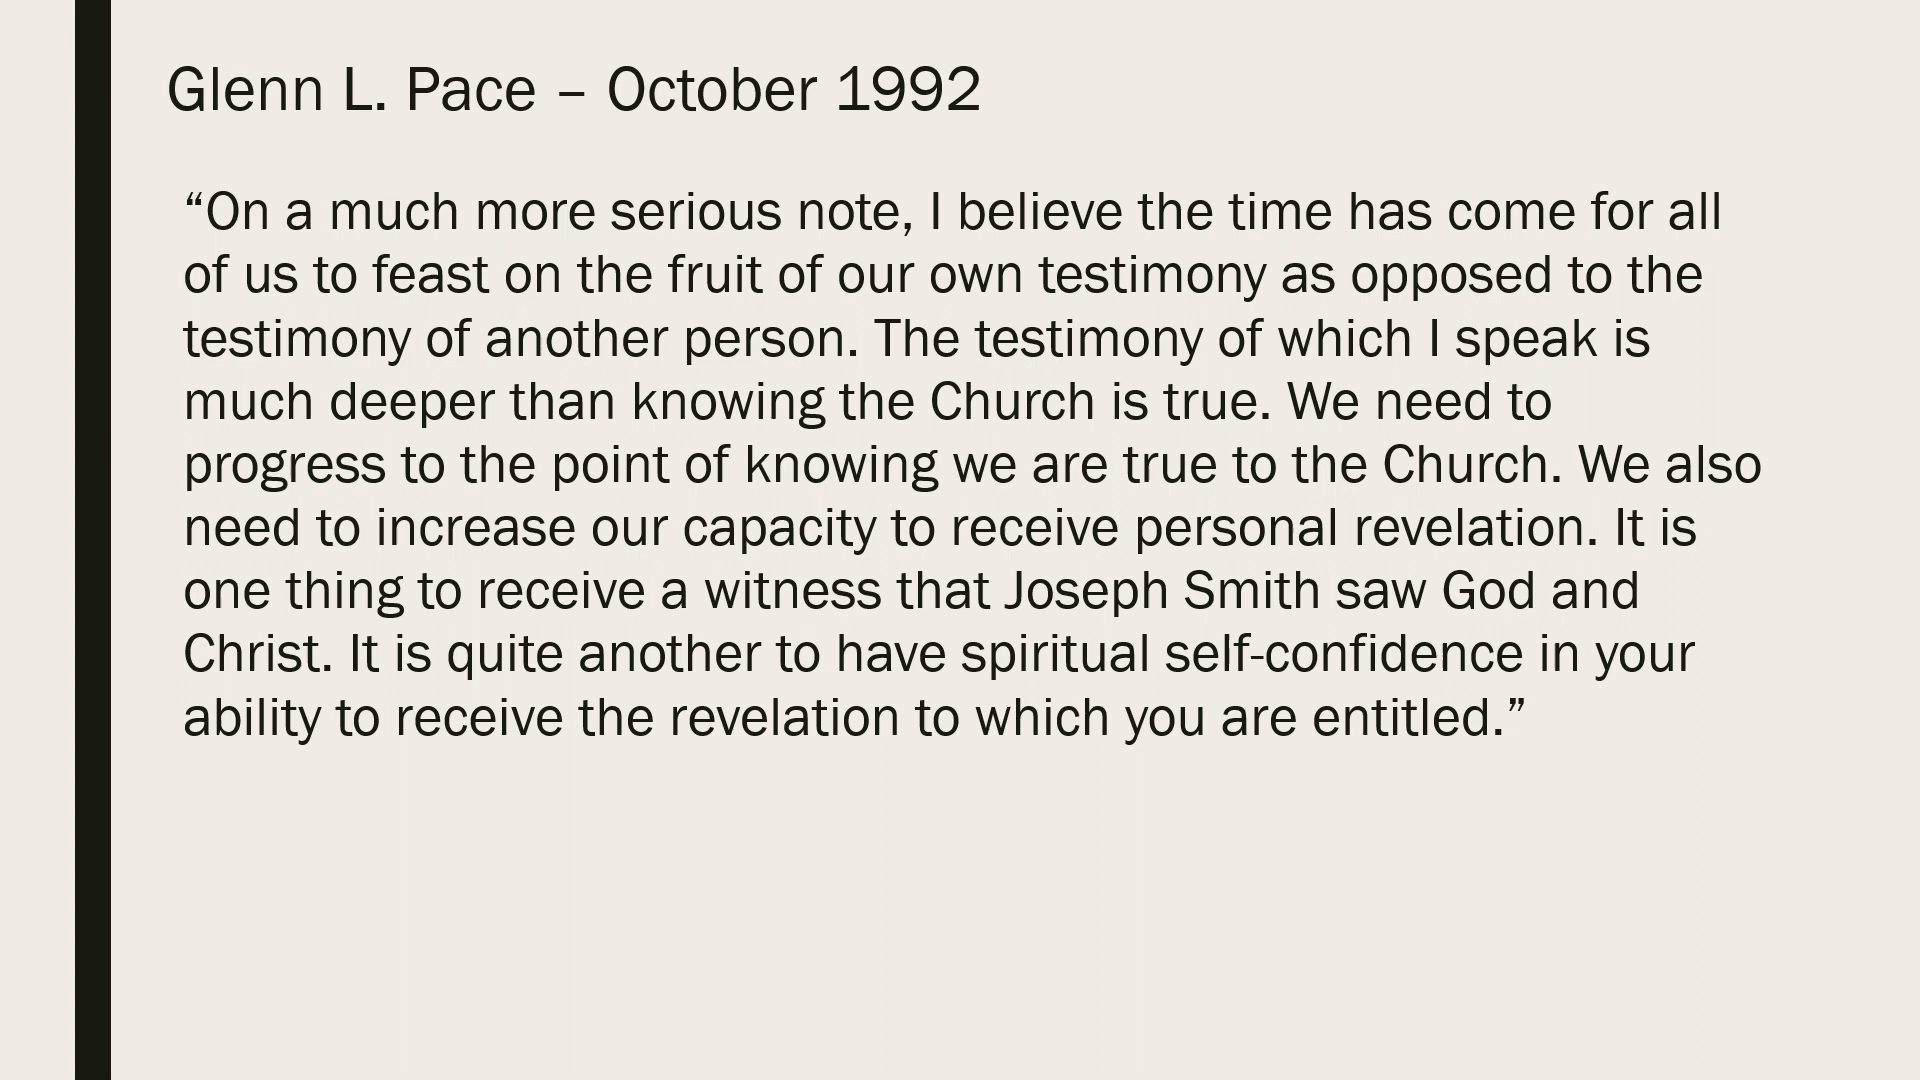 Glenn L. Pace – October 1992
“On a much more serious note, I believe the time has come for all
of us to feast on the fruit of our own testimony as opposed to the
testimony of another person. The testimony of which I speak is
much deeper than knowing the Church is true. We need to
progress to the point of knowing we are true to the Church. We also
need to increase our capacity to receive personal revelation. It is
one thing to receive a witness that Joseph Smith saw God and
Christ. It is quite another to have spiritual self-confidence in your
ability to receive the revelation to which you are entitled.”